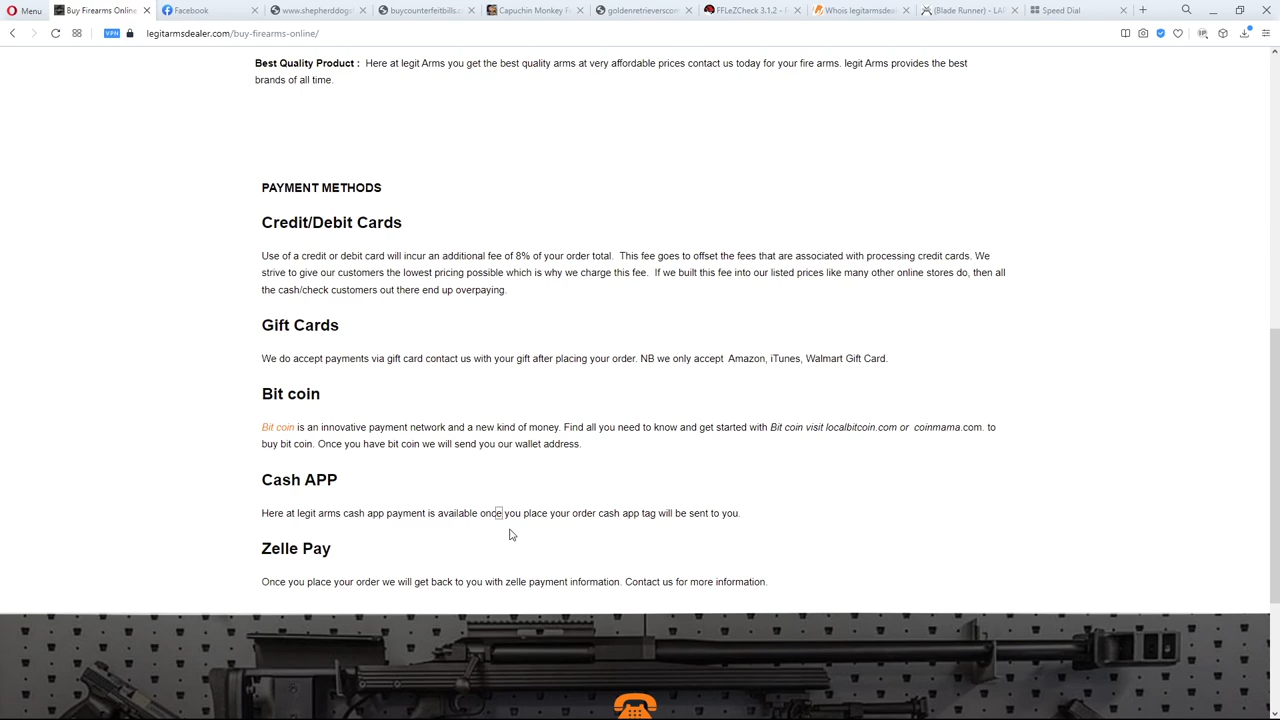 Menu
Buy Firearms Online
Facebook
www.shepherddogs
buycounterfeitbills.c
Capuchin Monkey F
goldenretrieverscom
FFLeZCheck 3.1.2 -
Whois legitarmsdeale
(Blade Runner) - LAP
Speed Dial
VPN
legitarmsdealer.com/buy-firearms-online/
Best Quality Product : Here at legit Arms you get the best quality arms at very affordable prices contact us today for your fire arms. legit Arms provides the best
brands of all time.
PAYMENT METHODS
Credit/Debit Cards
Use of a credit or debit card will incur an additional fee of 8% of your order total. This fee goes to offset the fees that are associated with processing credit cards. We
strive to give our customers the lowest pricing possible which is why we charge this fee. If we built this fee into our listed prices like many other online stores do, then all
the cash/check customers out there end up overpaying.
Gift Cards
We do accept payments via gift card contact us with your gift after placing your order. NB we only accept Amazon, iTunes, Walmart Gift Card.
Bit coin
Bit coin is an innovative payment network and a new kind of money. Find all you need to know and get started with Bit coin visit localbitcoin.com or coinmama.com. to
buy bit coin. Once you have bit coin we will send you our wallet address.
Cash APP
Here at legit arms cash app payment is available once you place your order cash app tag will be sent to you.
Zelle Pay
Once you place your order we will get back to you with zelle payment information. Contact us for more information.